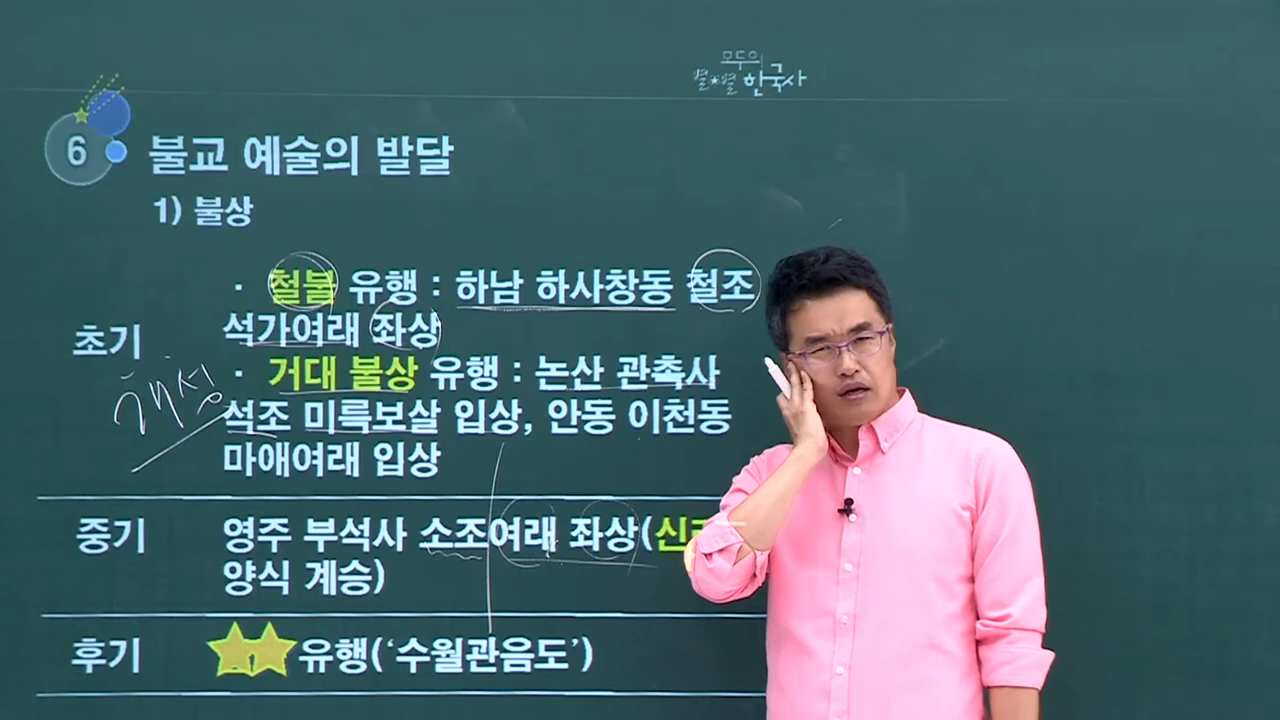 모두의
별★별 한국사
6 불교 예술의 발달
1) 불상
초기
· 철불 유행 : 하남 하사창동 철조
석가여래 좌상
· 거대 불상 유행 : 논산 관촉사
석조 미륵보살 입상, 안동 이천동
마애여래 입상
개성
중기
영주 부석사 소조여래 좌상(신라
양식 계승)
후기
★★유행(‘수월관음도’)